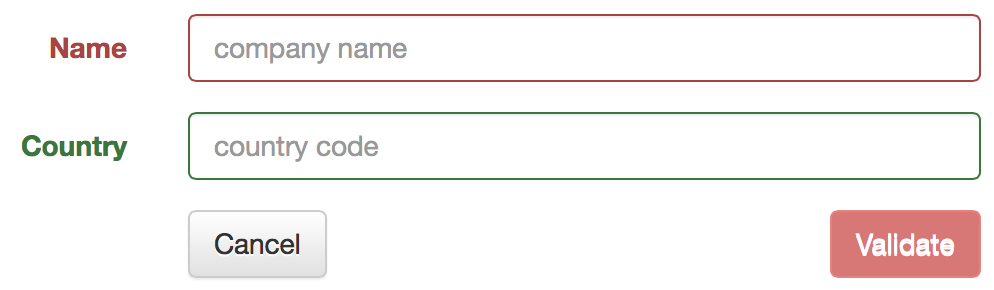 Name company name
Country country code
Cancel Validate